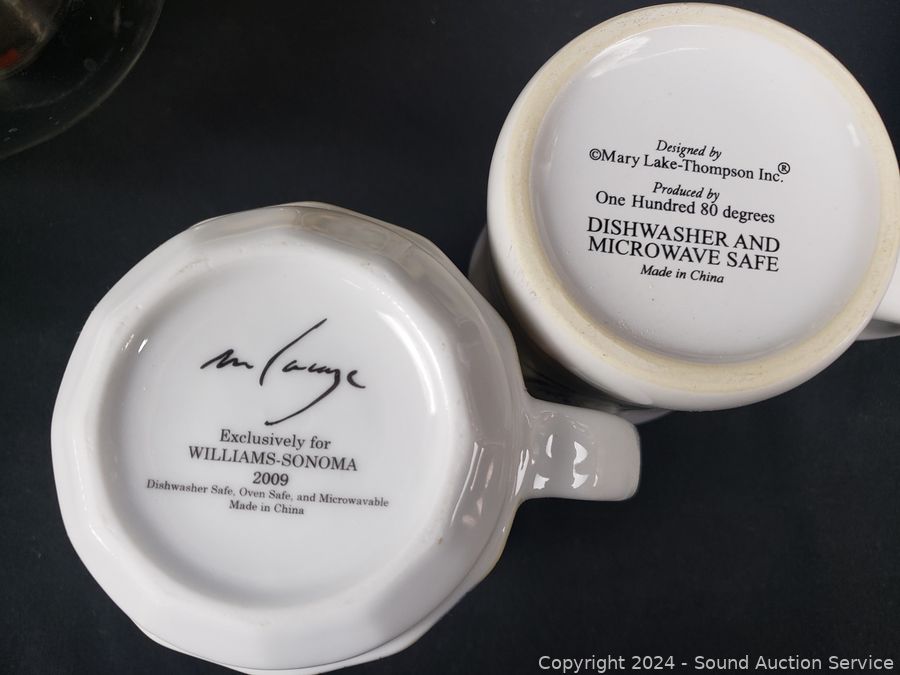 Designed by
©Mary Lake-Thompson Inc.®
Produced by
One Hundred 80 degrees
DISHWASHER AND
MICROWAVE SAFE
Made in China
Exclusively for
WILLIAMS-SONOMA
2009
Dishwasher Safe, Oven Safe, and Microwavable
Made in China
Copyright © 2024 - Sound Auction Service